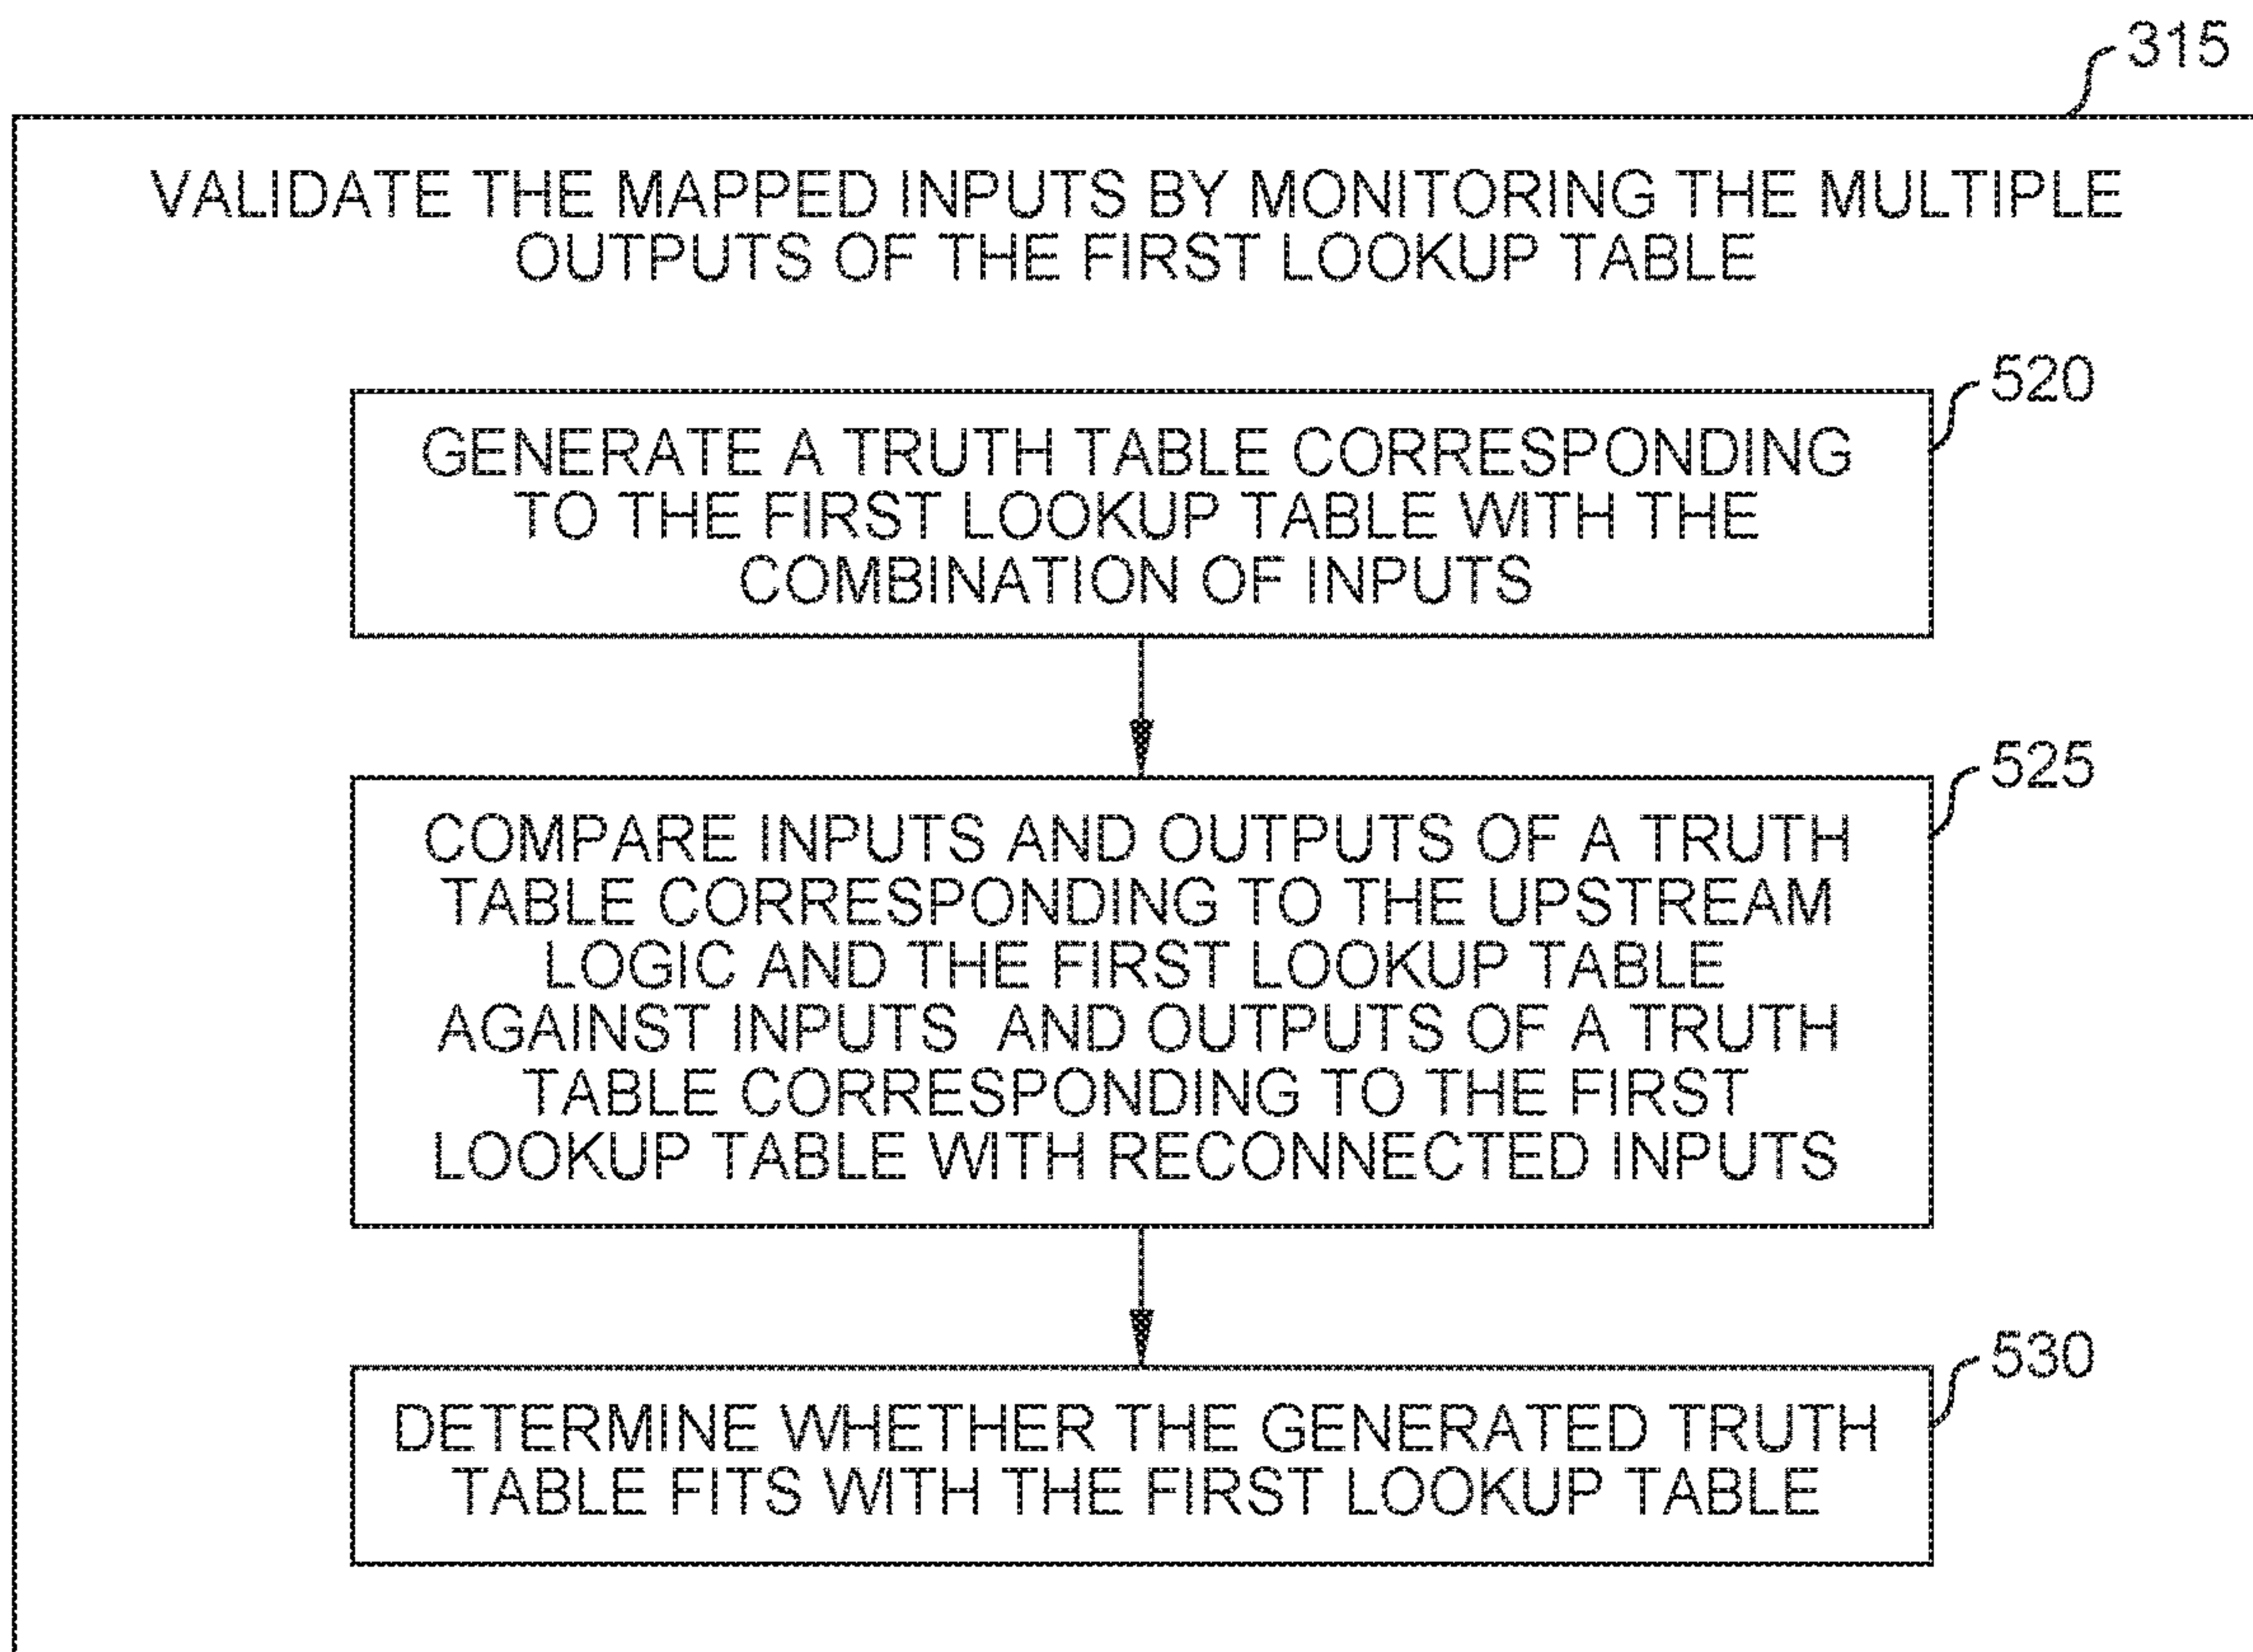 315
VALIDATE THE MAPPED INPUTS BY MONITORING THE MULTIPLE
OUTPUTS OF THE FIRST LOOKUP TABLE
520
GENERATE A TRUTH TABLE CORRESPONDING
TO THE FIRST LOOKUP TABLE WITH THE
COMBINATION OF INPUTS
525
COMPARE INPUTS AND OUTPUTS OF A TRUTH
TABLE CORRESPONDING TO THE UPSTREAM
LOGIC AND THE FIRST LOOKUP TABLE
AGAINST INPUTS AND OUTPUTS OF A TRUTH
TABLE CORRESPONDING TO THE FIRST
LOOKUP TABLE WITH RECONNECTED INPUTS
530
DETERMINE WHETHER THE GENERATED TRUTH
TABLE FITS WITH THE FIRST LOOKUP TABLE